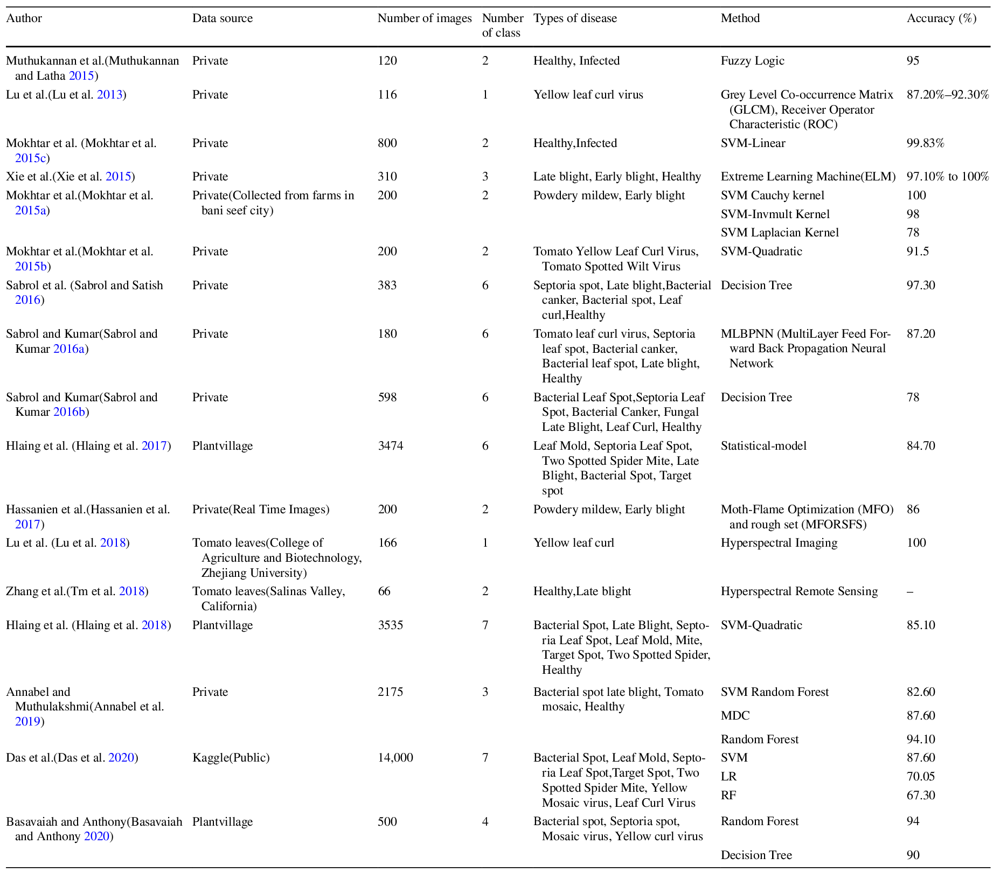 Author Data source Number of images Number Types of disease Method Accuracy (%)
of class
Muthukannan et al.(Muthukannan Private 120 2 Healthy, Infected Fuzzy Logic 95
and Latha 2015)
Lu et al.(Lu et al. 2013) Private 116 1 Yellow leaf curl virus Grey Level Co-occurrence Matrix 87.20%–92.30%
(GLCM), Receiver Operator
Characteristic (ROC)
Mokhtar et al. (Mokhtar et al. Private 800 2 Healthy,Infected SVM-Linear 99.83%
2015c)
Xie et al.(Xie et al. 2015) Private 310 3 Late blight, Early blight, Healthy Extreme Learning Machine(ELM) 97.10% to 100%
Mokhtar et al.(Mokhtar et al. Private(Collected from farms in 200 2 Powdery mildew, Early blight SVM Cauchy kernel 100
2015a) bani seef city)
SVM-Invmult Kernel 98
SVM Laplacian Kernel 78
Mokhtar et al.(Mokhtar et al. Private 200 2 Tomato Yellow Leaf Curl Virus, SVM-Quadratic 91.5
2015b) Tomato Spotted Wilt Virus
Sabrol et al. (Sabrol and Satish Private 383 6 Septoria spot, Late blight,Bacterial Decision Tree 97.30
2016) canker, Bacterial spot, Leaf
curl,Healthy
Sabrol and Kumar(Sabrol and Private 180 6 Tomato leaf curl virus, Septoria MLBPNN (MultiLayer Feed For- 87.20
Kumar 2016a) leaf spot, Bacterial canker, ward Back Propagation Neural
Bacterial leaf spot, Late blight, Network
Healthy
Sabrol and Kumar(Sabrol and Private 598 6 Bacterial Leaf Spot,Septoria Leaf Decision Tree 78
Kumar 2016b) Spot, Bacterial Canker, Fungal
Late Blight, Leaf Curl, Healthy
Hlaing et al. (Hlaing et al. 2017) Plantvillage 3474 6 Leaf Mold, Septoria Leaf Spot, Statistical-model 84.70
Two Spotted Spider Mite, Late
Blight, Bacterial Spot, Target
spot
Hassanien et al.(Hassanien et al. Private(Real Time Images) 200 2 Powdery mildew, Early blight Moth-Flame Optimization (MFO) 86
2017) and rough set (MFORSFS)
Lu et al. (Lu et al. 2018) Tomato leaves(College of 166 1 Yellow leaf curl Hyperspectral Imaging 100
Agriculture and Biotechnology,
Zhejiang University)
Zhang et al.(Tm et al. 2018) Tomato leaves(Salinas Valley, 66 2 Healthy,Late blight Hyperspectral Remote Sensing –
California)
Hlaing et al. (Hlaing et al. 2018) Plantvillage 3535 7 Bacterial Spot, Late Blight, Septo- SVM-Quadratic 85.10
ria Leaf Spot, Leaf Mold, Mite,
Target Spot, Two Spotted Spider,
Healthy
Annabel and Private 2175 3 Bacterial spot late blight, Tomato SVM Random Forest 82.60
Muthulakshmi(Annabel et al. mosaic, Healthy
MDC 87.60
2019)
Random Forest 94.10
Das et al.(Das et al. 2020) Kaggle(Public) 14,000 7 Bacterial Spot, Leaf Mold, Septo- SVM 87.60
ria Leaf Spot,Target Spot, Two LR 70.05
Spotted Spider Mite, Yellow RF 67.30
Mosaic virus, Leaf Curl Virus
Basavaiah and Anthony(Basavaiah Plantvillage 500 4 Bacterial spot, Septoria spot, Random Forest 94
and Anthony 2020) Mosaic virus, Yellow curl virus
Decision Tree 90